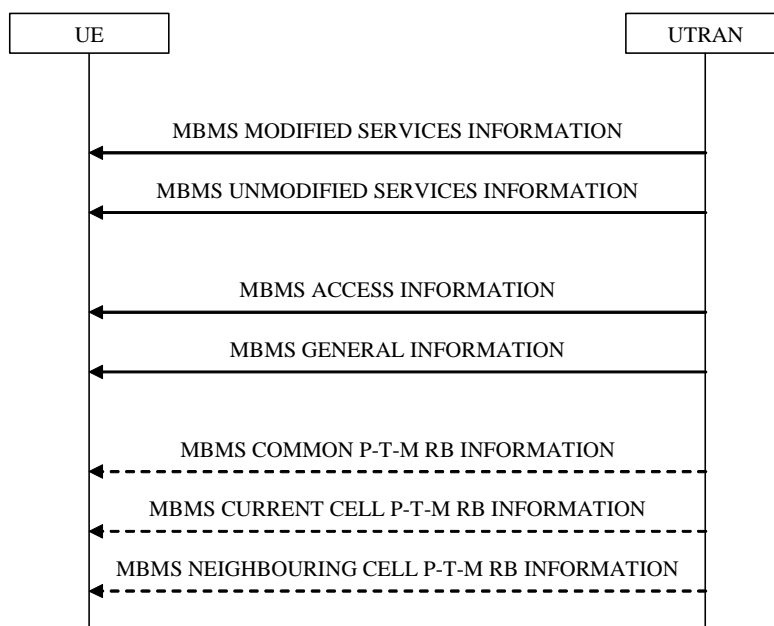 UE
UTRAN
MBMS MODIFIED SERVICES INFORMATION
MBMS UNMODIFIED SERVICES INFORMATION
MBMS ACCESS INFORMATION
MBMS GENERAL INFORMATION
MBMS COMMON P-T-M RB INFORMATION
MBMS CURRENT CELL P-T-M RB INFORMATION
MBMS NEIGHBOURING CELL P-T-M RB INFORMATION